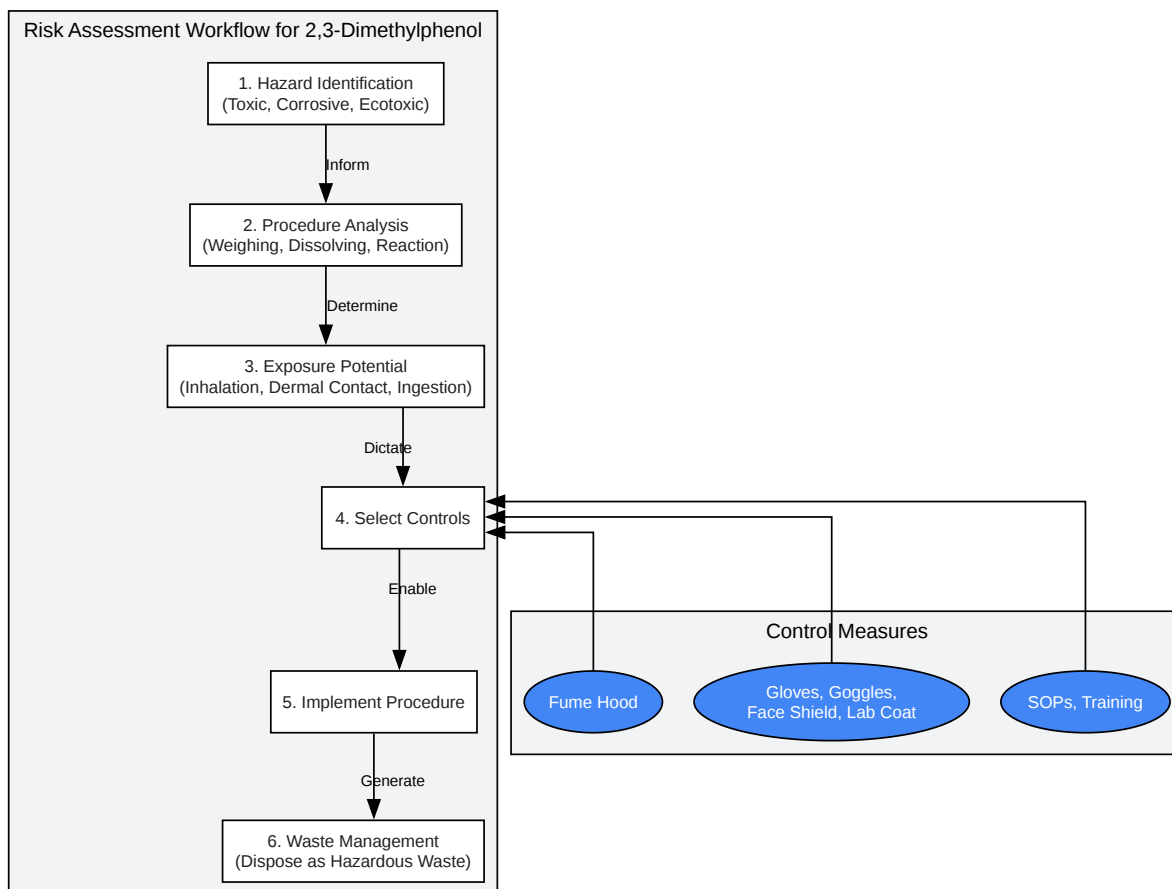 Risk Assessment Workflow for 2,3-Dimethylphenol
1. Hazard Identification
(Toxic, Corrosive, Ecotoxic)
Inform
2. Procedure Analysis
(Weighing, Dissolving, Reaction)
Determine
3. Exposure Potential
(Inhalation, Dermal Contact, Ingestion)
Dictate
4. Select Controls
Enable
5. Implement Procedure
Generate
6. Waste Management
(Dispose as Hazardous Waste)
Control Measures
Fume Hood
Gloves, Goggles,
Face Shield, Lab Coat
SOPs, Training